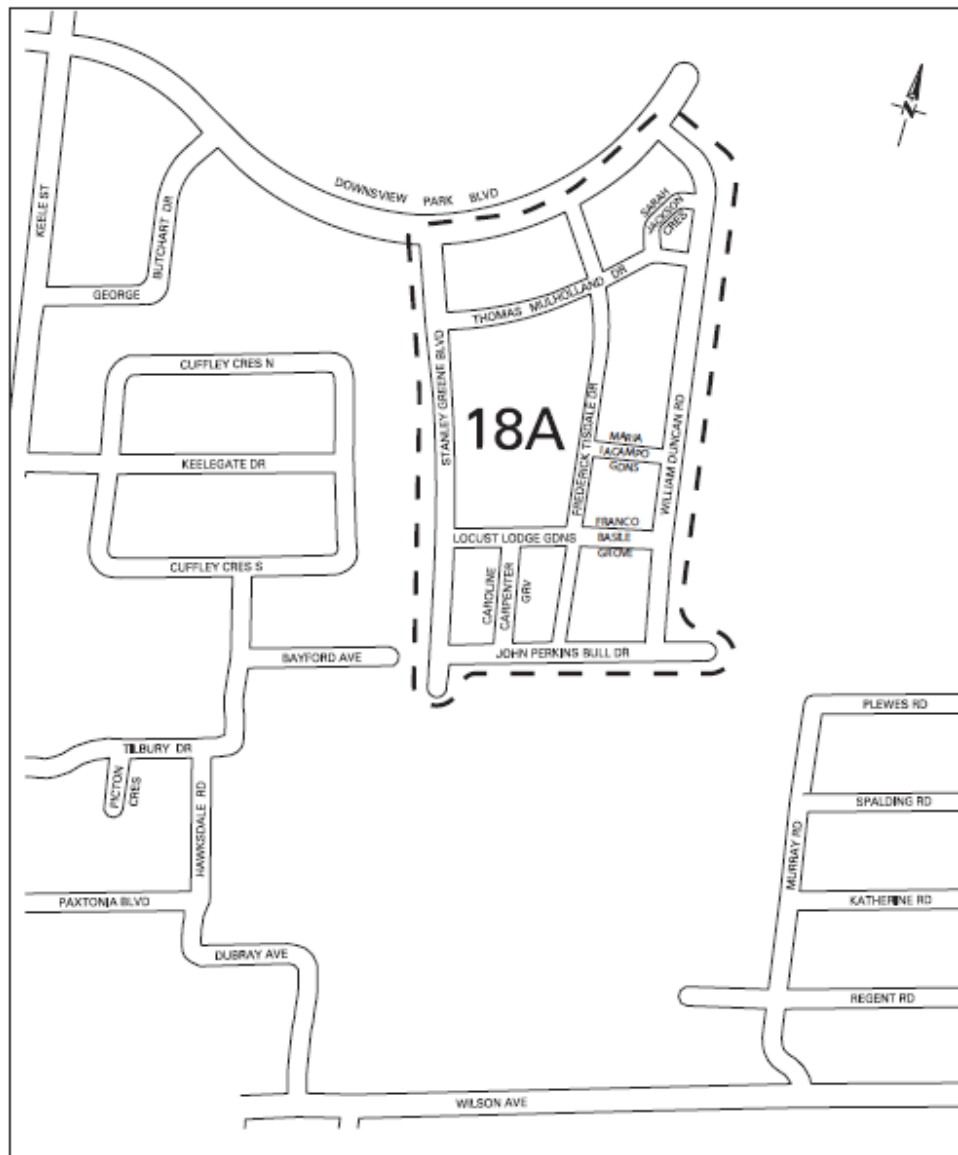 N
DOWNSVIEW PARK BLVD
KEELE ST
BUTCHART DR
GEORGE
SARAH
JACKSON
CRES
THOMAS MULHOLLAND DR
STANLEY GREENE BLVD
18A
CUFFLEY CRES N
KEELEGATE DR
CUFFLEY CRES S
FREDERICK TISDALE DR
WILLIAM DUNCAN RD
MARIA
IACAMPO
GDNS
FRANCO
BASILE
GROVE
LOCUST LODGE GDNS
CAROLINE
CARPENTER
GRV
JOHN PERKINS BULL DR
BAYFORD AVE
TILBURY DR
PICTON
CRES
HAWKSDALE RD
PAXTONIA BLVD
DUBRAY AVE
PLEWES RD
SPALDING RD
MURRAY RD
KATHERINE RD
REGENT RD
WILSON AVE